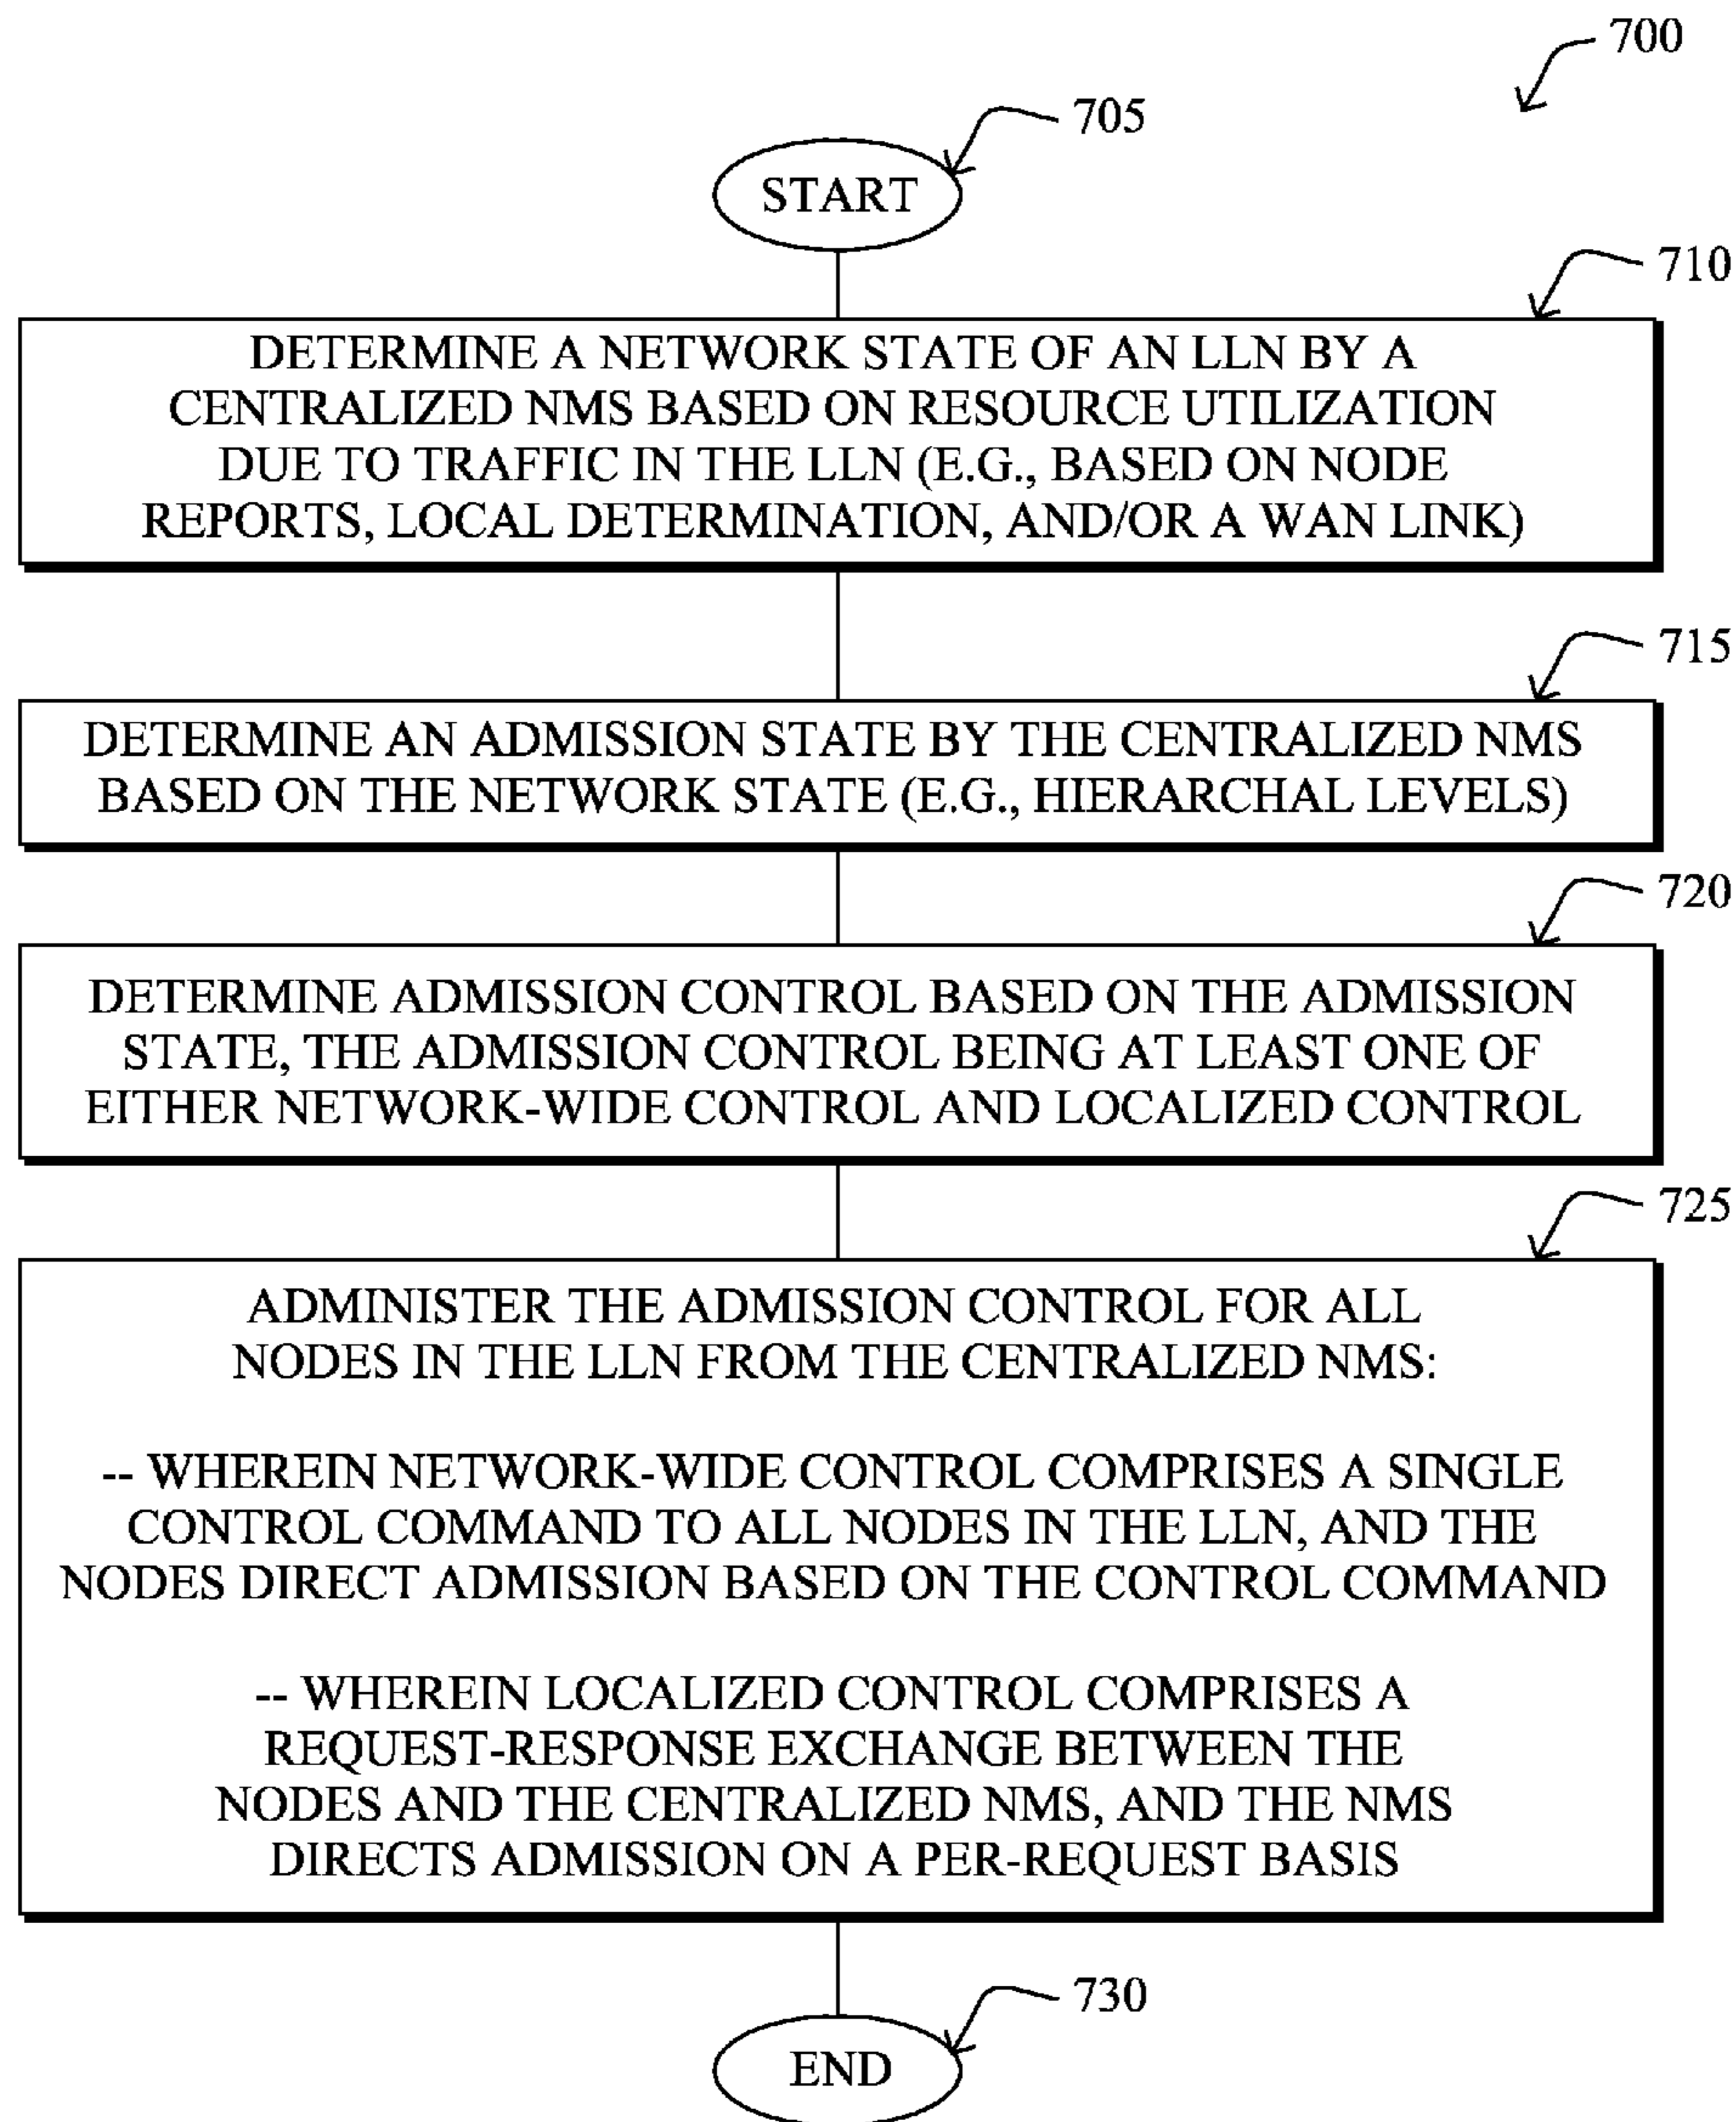 700
705
START
710
DETERMINE A NETWORK STATE OF AN LLN BY A
CENTRALIZED NMS BASED ON RESOURCE UTILIZATION
DUE TO TRAFFIC IN THE LLN (E.G., BASED ON NODE
REPORTS, LOCAL DETERMINATION, AND/OR A WAN LINK)
715
DETERMINE AN ADMISSION STATE BY THE CENTRALIZED NMS
BASED ON THE NETWORK STATE (E.G., HIERARCHAL LEVELS)
720
DETERMINE ADMISSION CONTROL BASED ON THE ADMISSION
STATE, THE ADMISSION CONTROL BEING AT LEAST ONE OF
EITHER NETWORK-WIDE CONTROL AND LOCALIZED CONTROL
725
ADMINISTER THE ADMISSION CONTROL FOR ALL
NODES IN THE LLN FROM THE CENTRALIZED NMS:
-- WHEREIN NETWORK-WIDE CONTROL COMPRISES A SINGLE
CONTROL COMMAND TO ALL NODES IN THE LLN, AND THE
NODES DIRECT ADMISSION BASED ON THE CONTROL COMMAND
-- WHEREIN LOCALIZED CONTROL COMPRISES A
REQUEST-RESPONSE EXCHANGE BETWEEN THE
NODES AND THE CENTRALIZED NMS, AND THE NMS
DIRECTS ADMISSION ON A PER-REQUEST BASIS
730
END